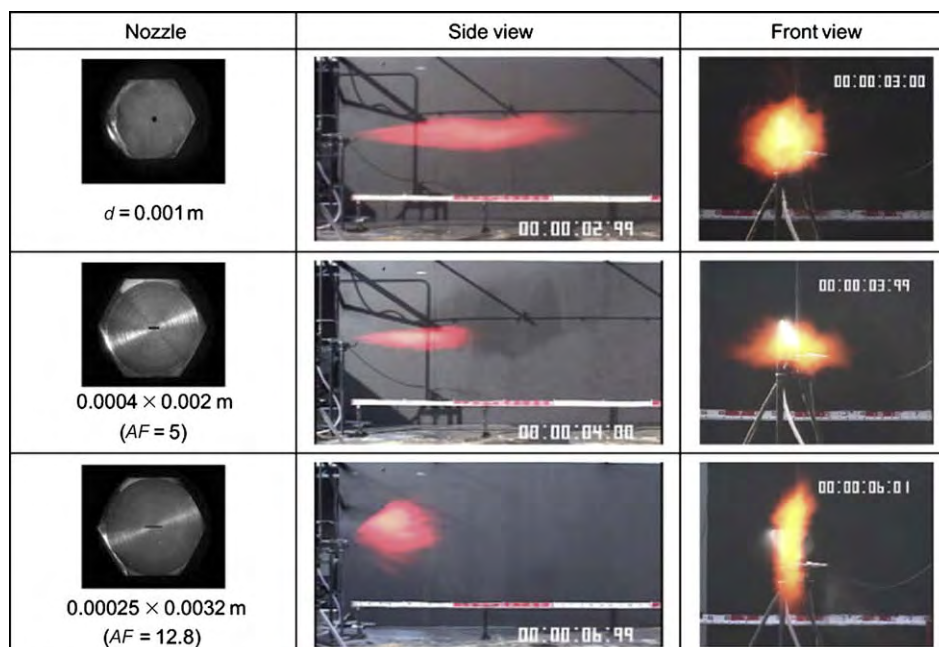 Nozzle
Side view
Front view
d = 0.001 m
00:00:02.99
00:00:03.00
0.0004 × 0.002 m
(AF = 5)
00:00:04.00
00:00:03.99
0.00025 × 0.0032 m
(AF = 12.8)
00:00:06.99
00:00:06.01